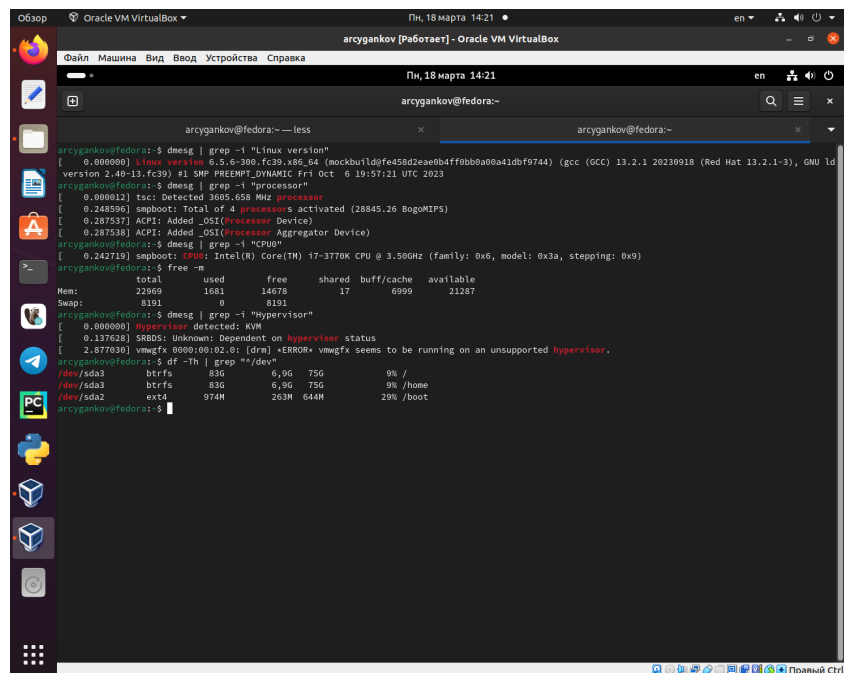 Обзор Oracle VM VirtualBox Пн, 18 марта 14:21 en
arcygankov [Работает] - Oracle VM VirtualBox
Файл Машина Вид Ввод Устройства Справка
Пн, 18 марта 14:21 en
arcygankov@fedora:~
arcygankov@fedora:~ — less arcygankov@fedora:~
arcygankov@fedora:~$ dmesg | grep -i "Linux version"
[    0.000000] Linux version 6.5.6-300.fc39.x86_64 (mockbuild@fe458d2eae0b4ff0bb0a00a41dbf9744) (gcc (GCC) 13.2.1 20230918 (Red Hat 13.2.1-3), GNU ld
version 2.40-13.fc39) #1 SMP PREEMPT_DYNAMIC Fri Oct  6 19:57:21 UTC 2023
arcygankov@fedora:~$ dmesg | grep -i "processor"
[    0.000012] tsc: Detected 3605.658 MHz processor
[    0.248596] smpboot: Total of 4 processors activated (28845.26 BogoMIPS)
[    0.287537] ACPI: Added _OSI(Processor Device)
[    0.287538] ACPI: Added _OSI(Processor Aggregator Device)
arcygankov@fedora:~$ dmesg | grep -i "CPU0"
[    0.242719] smpboot: CPU0: Intel(R) Core(TM) i7-3770K CPU @ 3.50GHz (family: 0x6, model: 0x3a, stepping: 0x9)
arcygankov@fedora:~$ free -m
total used free shared buff/cache available
Mem: 22969 1681 14678 17 6999 21287
Swap: 8191 0 8191
arcygankov@fedora:~$ dmesg | grep -i "Hypervisor"
[    0.000000] Hypervisor detected: KVM
[    0.137628] SRBDS: Unknown: Dependent on hypervisor status
[    2.877030] vmwgfx 0000:00:02.0: [drm] *ERROR* vmwgfx seems to be running on an unsupported hypervisor.
arcygankov@fedora:~$ df -Th | grep "^/dev"
/dev/sda3 btrfs 83G 6,9G 75G 9% /
/dev/sda3 btrfs 83G 6,9G 75G 9% /home
/dev/sda2 ext4 974M 263M 644M 29% /boot
arcygankov@fedora:~$
PC
Правый Ctrl